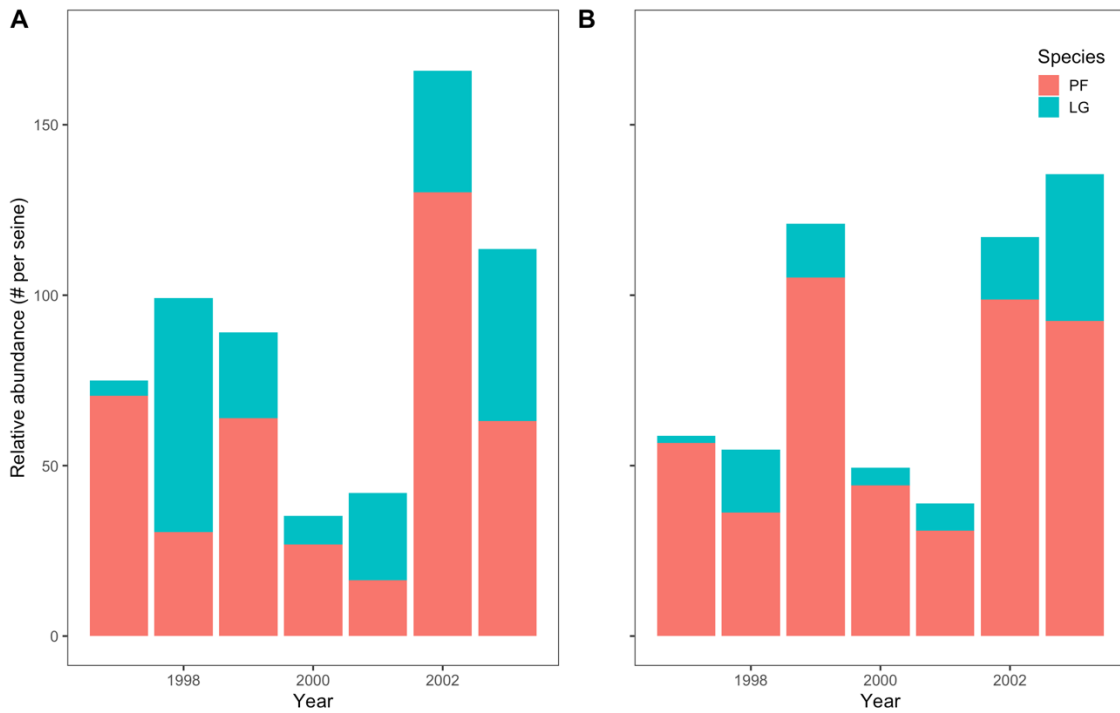 A
B
Relative abundance (# per seine)
150
100
50
0
1998
2000
2002
Year
Species
PF
LG
1998
2000
2002
Year